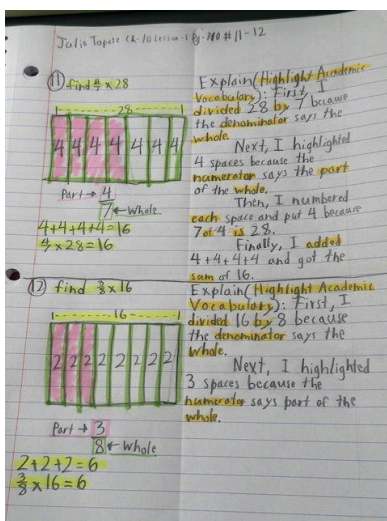 Julio Topete Ch-10 Lesson-1 Pg-710 #11-12
11 find 4/7 x 28
28
4 4 4 4 4 4 4
Part → 4
7 ← Whole
4+4+4+4=16
4/7 x 28=16
Explain(Highlight Academic
Vocabulary): First, I
divided 28 by 7 because
the denominator says the
whole.
Next, I highlighted
4 spaces because the
numerator says the part
of the whole.
Then, I numbered
each space and put 4 because
7 of 4 is 28.
Finally, I added
4+4+4+4 and got the
sum of 16.
12 find 3/8 x 16
16
2 2 2 2 2 2 2 2
Part → 3
8 ← Whole
2+2+2=6
3/8 x 16=6
Explain(Highlight Academic
Vocabulary): First, I
divided 16 by 8 because
the denominator says the
Whole.
Next, I highlighted
3 spaces because the
numerator says part of the
whole.